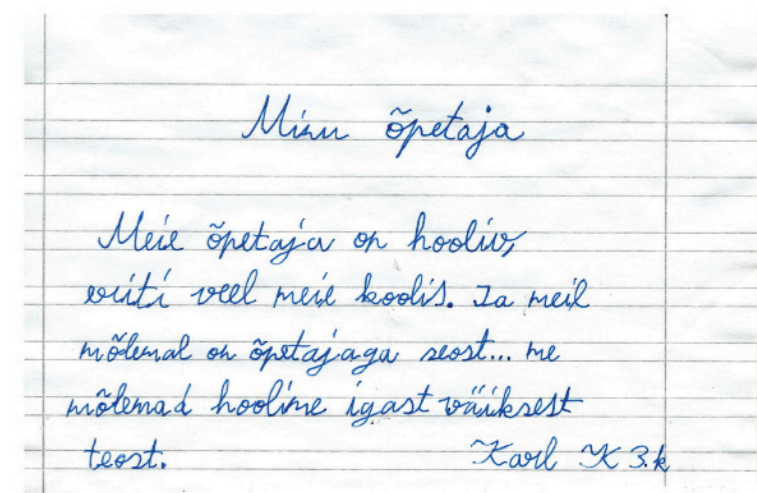 Minu õpetaja
Meie õpetaja on hooliv,
eriti veel meie koolis. Ja meil
mõlemal on õpetajaga seost... me
mõlemad hoolime igast väiksest
teost. Karl K 3.k